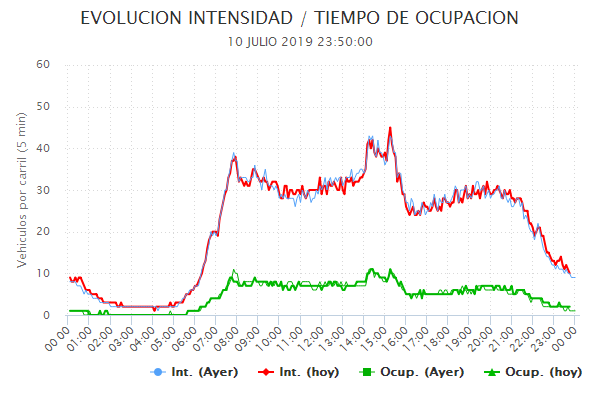 EVOLUCION INTENSIDAD / TIEMPO DE OCUPACION
10 JULIO 2019 23:50:00
Vehiculos por carril (5 min)
60
50
40
30
20
10
0
00:00 01:00 02:00 03:00 04:00 05:00 06:00 07:00 08:00 09:00 10:00 11:00 12:00 13:00 14:00 15:00 16:00 17:00 18:00 19:00 20:00 21:00 22:00 23:00 00:00
Int. (Ayer) Int. (hoy) Ocup. (Ayer) Ocup. (hoy)